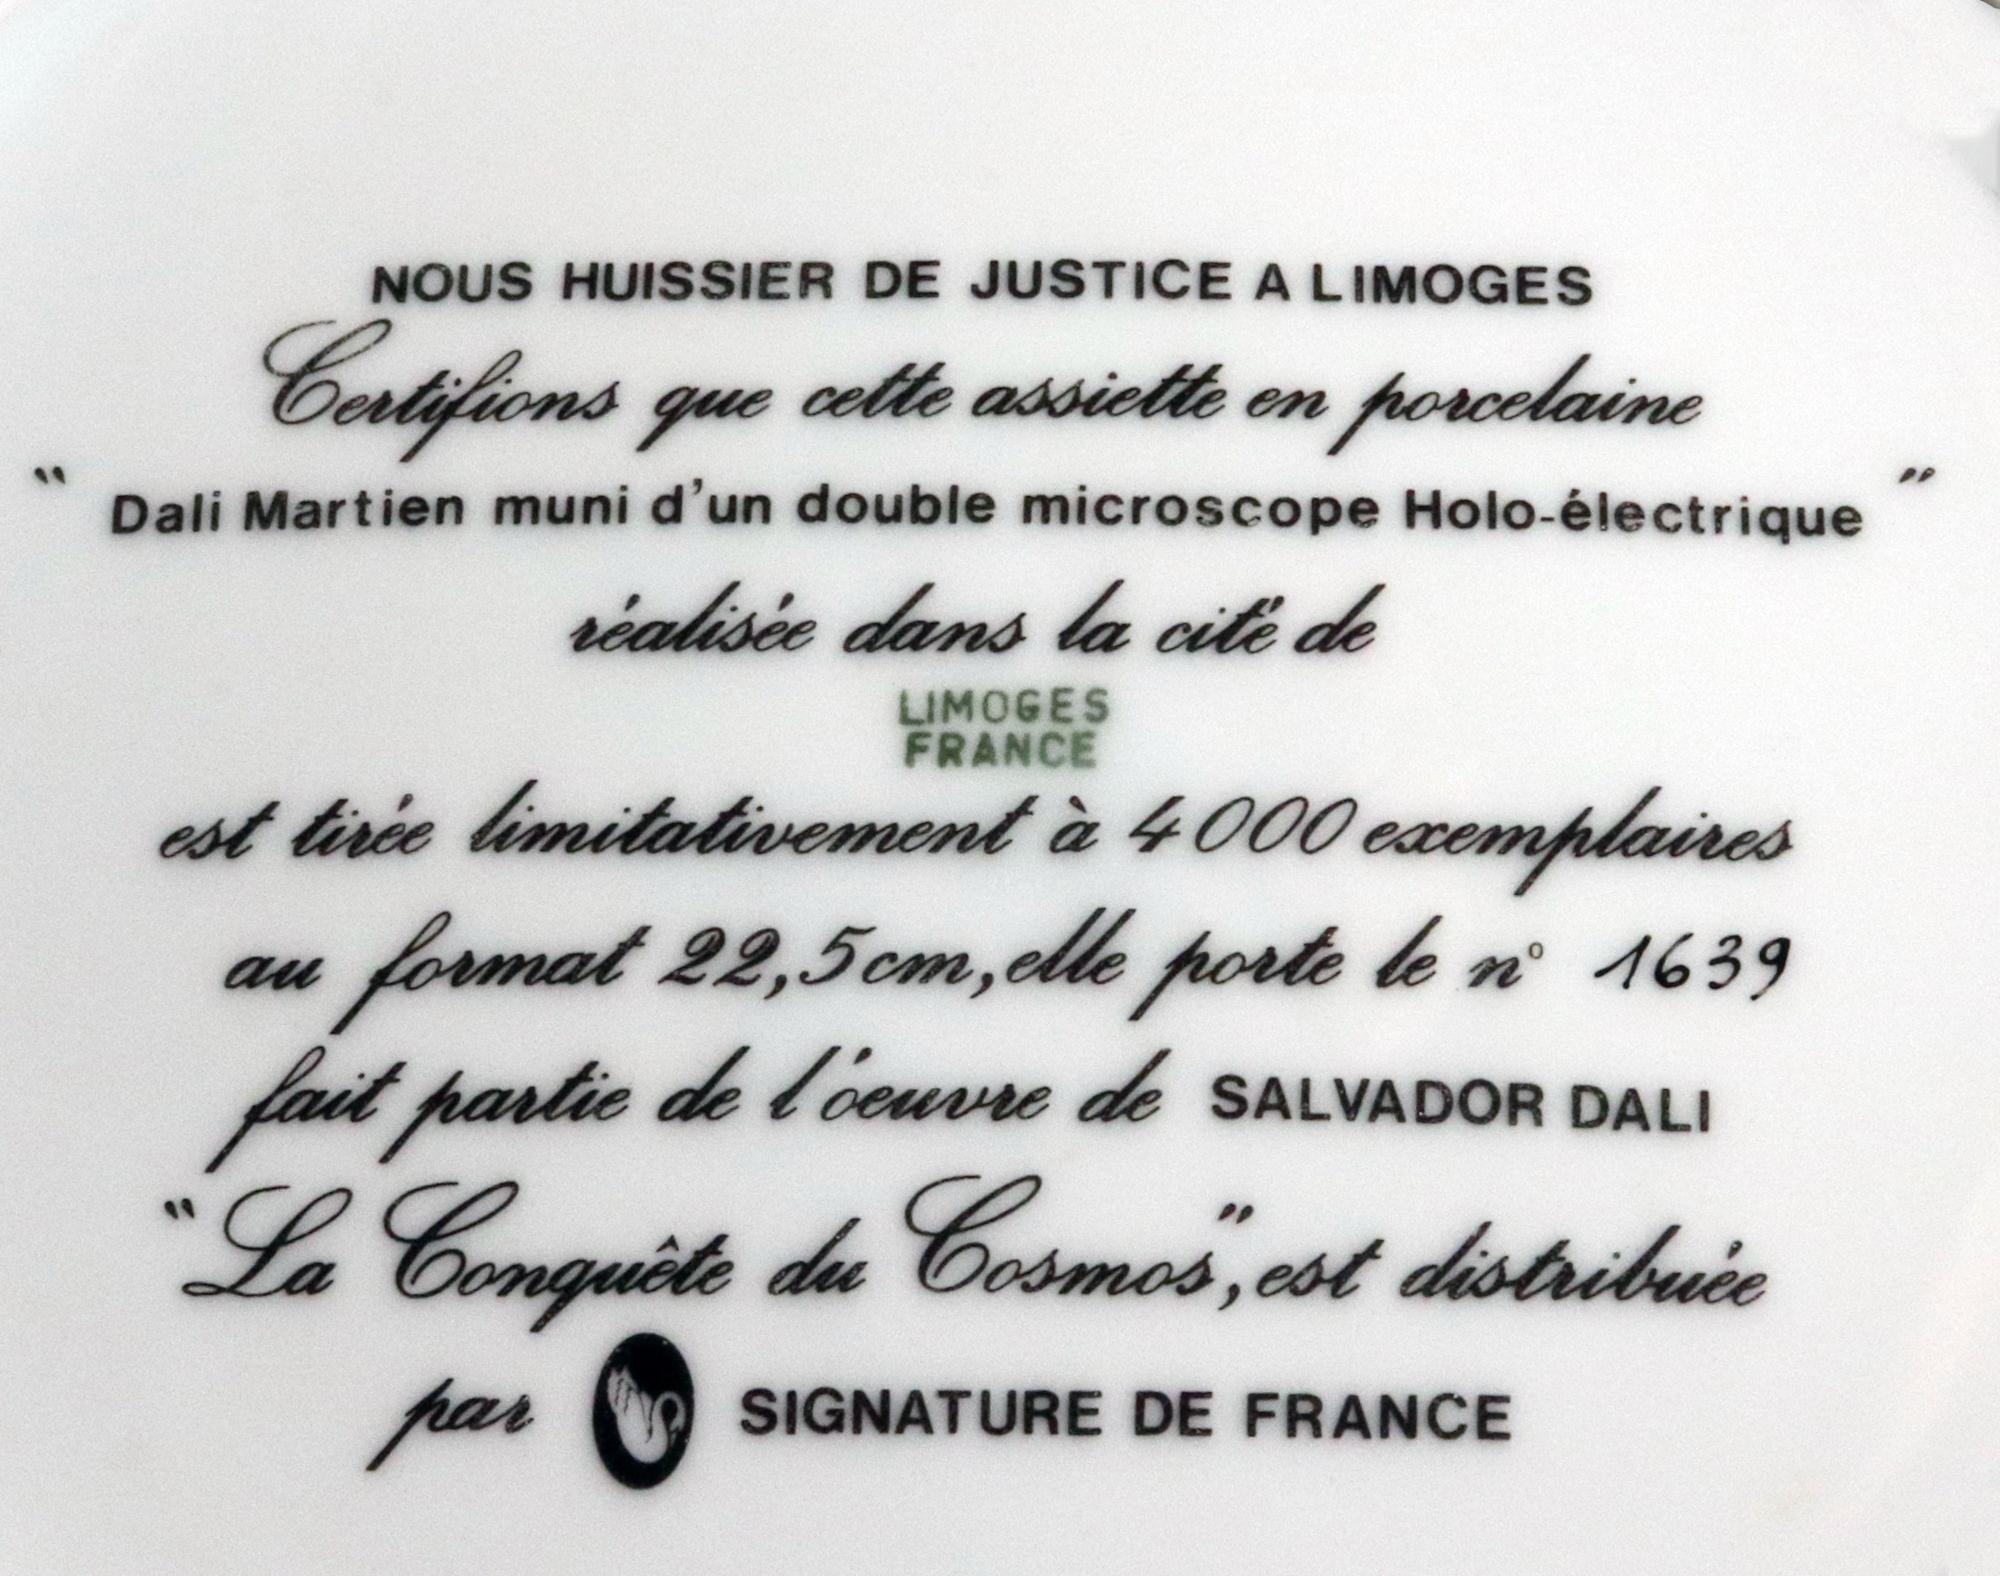 NOUS HUISSIER DE JUSTICE A LIMOGES
Certifions que cette assiette en porcelaine
" Dali Martien muni d'un double microscope Holo-électrique "
réalisée dans la cité de
LIMOGES
FRANCE
est tirée limitativement à 4000 exemplaires
au format 22,5cm, elle porte le n° 1639
fait partie de l'oeuvre de SALVADOR DALI
"La Conquête du Cosmos", est distribuée
par SIGNATURE DE FRANCE